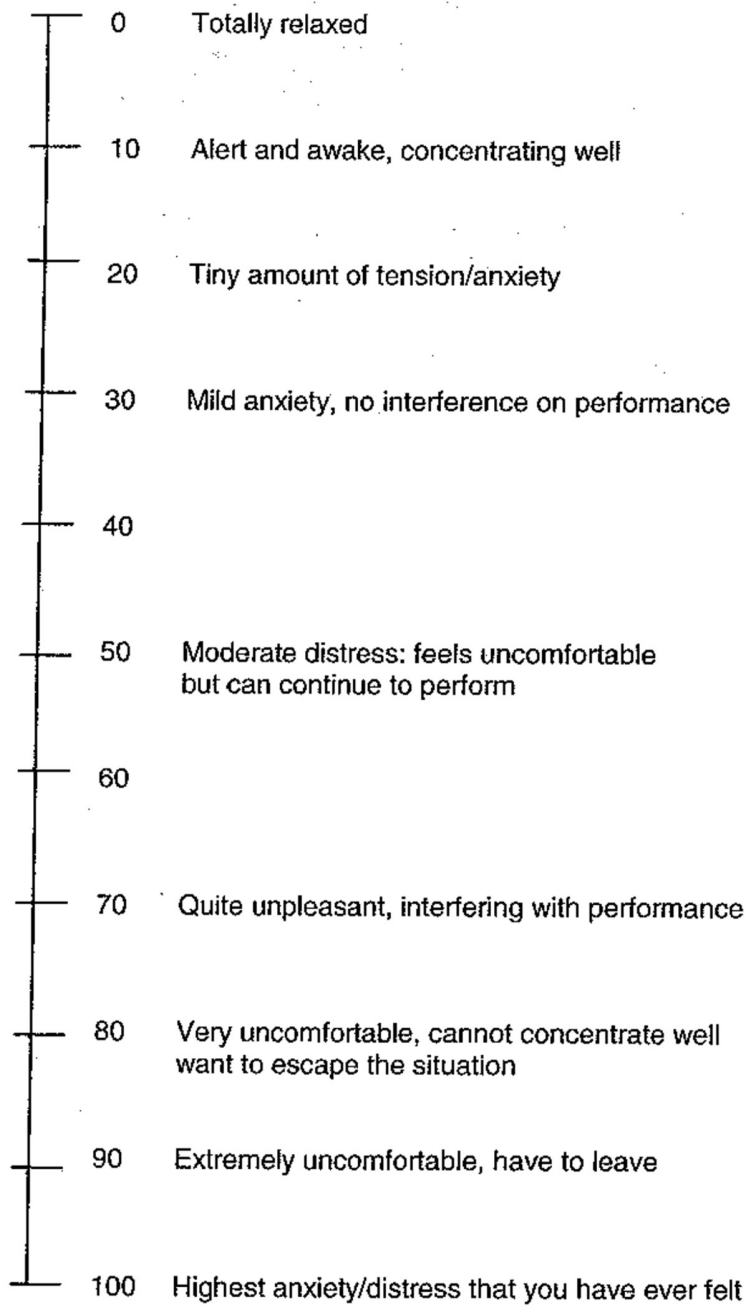 0 Totally relaxed
10 Alert and awake, concentrating well
20 Tiny amount of tension/anxiety
30 Mild anxiety, no interference on performance
40
50 Moderate distress: feels uncomfortable
but can continue to perform
60
70 Quite unpleasant, interfering with performance
80 Very uncomfortable, cannot concentrate well
want to escape the situation
90 Extremely uncomfortable, have to leave
100 Highest anxiety/distress that you have ever felt